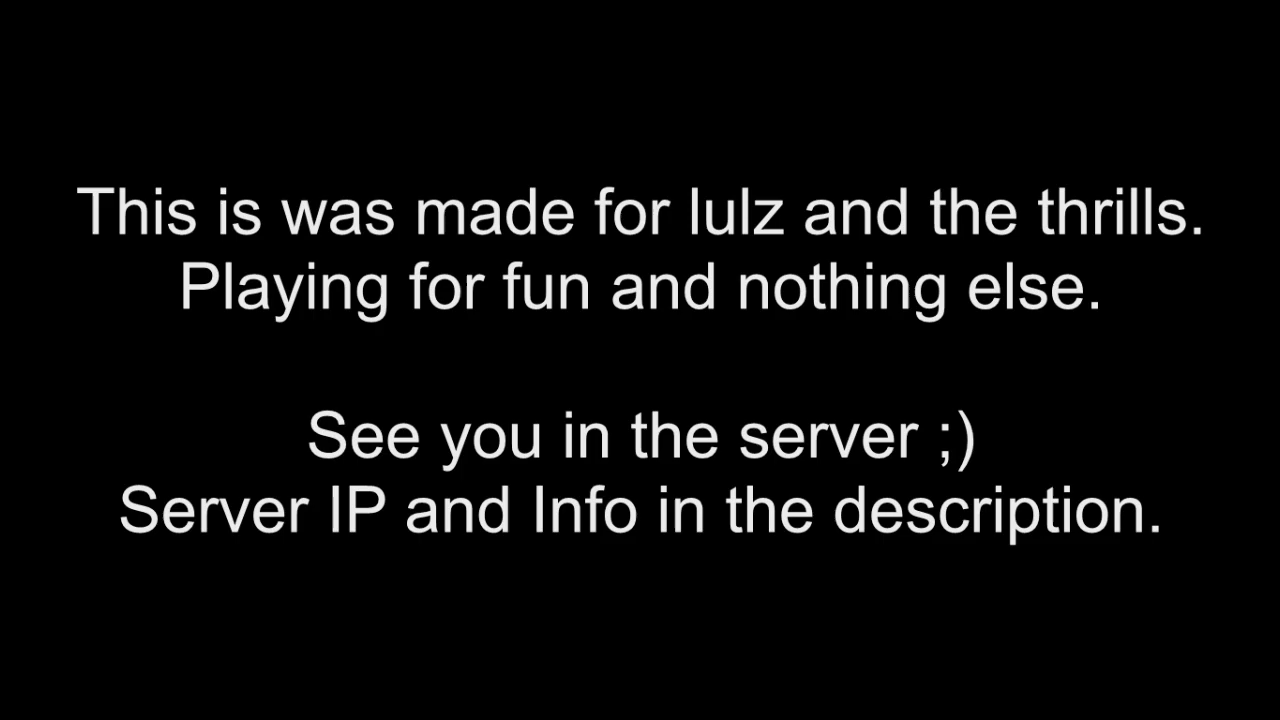 This is was made for lulz and the thrills.
Playing for fun and nothing else.
See you in the server ;)
Server IP and Info in the description.